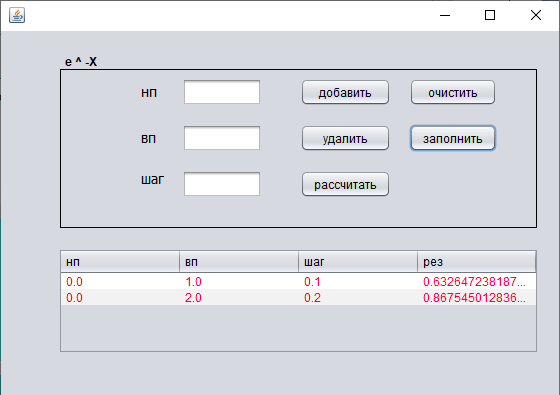 e ^ -X
нп добавить очистить
вп удалить заполнить
шаг рассчитать
нп вп шаг рез
0.0 1.0 0.1 0.632647238187...
0.0 2.0 0.2 0.867545012836...